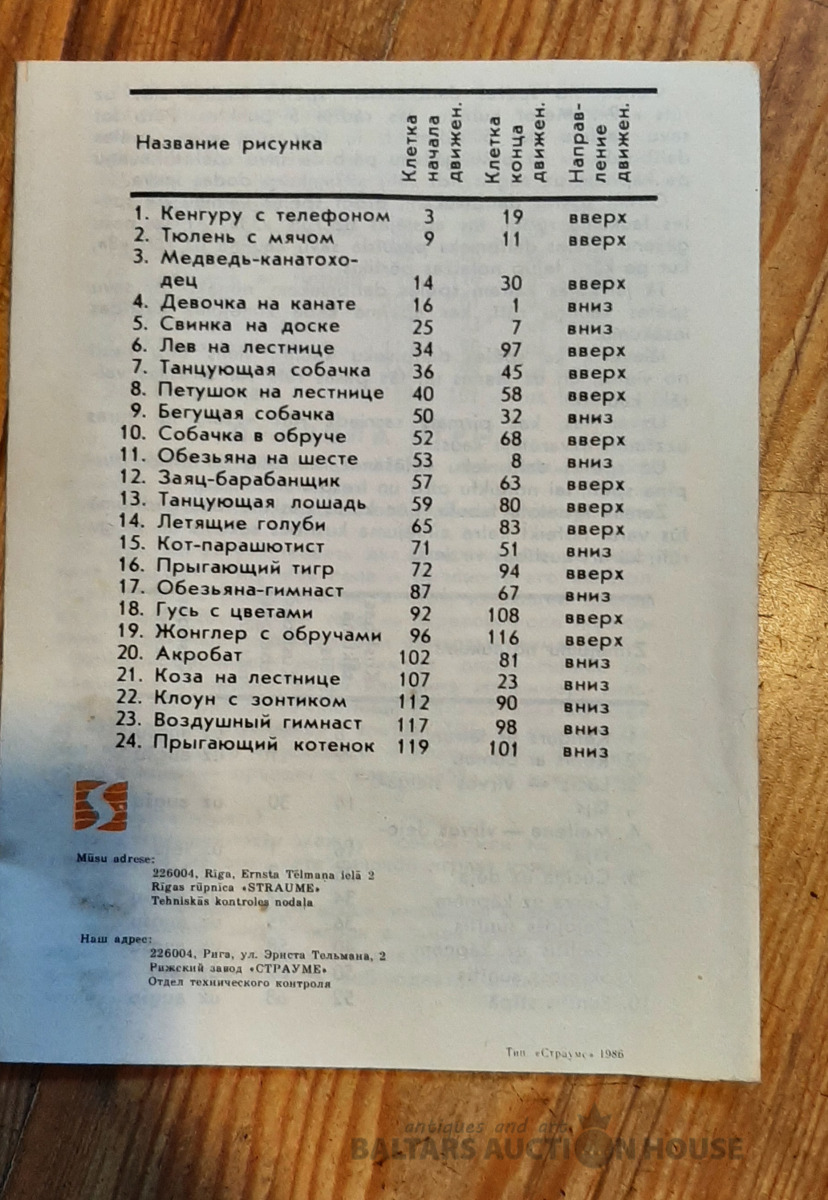 Название рисунка
Клетка начала движен.
Клетка конца движен.
Направ-
ление
движен.
1. Кенгуру с телефоном 3 19 вверх
2. Тюлень с мячом 9 11 вверх
3. Медведь-канатохо-
дец 14 30 вверх
4. Девочка на канате 16 1 вниз
5. Свинка на доске 25 7 вниз
6. Лев на лестнице 34 97 вверх
7. Танцующая собачка 36 45 вверх
8. Петушок на лестнице 40 58 вверх
9. Бегущая собачка 50 32 вниз
10. Собачка в обруче 52 68 вверх
11. Обезьяна на шесте 53 8 вниз
12. Заяц-барабанщик 57 63 вверх
13. Танцующая лошадь 59 80 вверх
14. Летящие голуби 65 83 вверх
15. Кот-парашютист 71 51 вниз
16. Прыгающий тигр 72 94 вверх
17. Обезьяна-гимнаст 87 67 вниз
18. Гусь с цветами 92 108 вверх
19. Жонглер с обручами 96 116 вверх
20. Акробат 102 81 вниз
21. Коза на лестнице 107 23 вниз
22. Клоун с зонтиком 112 90 вниз
23. Воздушный гимнаст 117 98 вниз
24. Прыгающий котенок 119 101 вниз
Mūsu adrese:
226004, Rīga, Ernsta Tēlmaņa ielā 2
Rīgas rūpnīca «STRAUME»
Tehniskās kontroles nodaļa
Наш адрес:
226004, Рига, ул. Эрнста Тельмана, 2
Рижский завод «СТРАУМЕ»
Отдел технического контроля
Тип. «Страуме» 1986
antiques and art
BALTARS AUCTION HOUSE